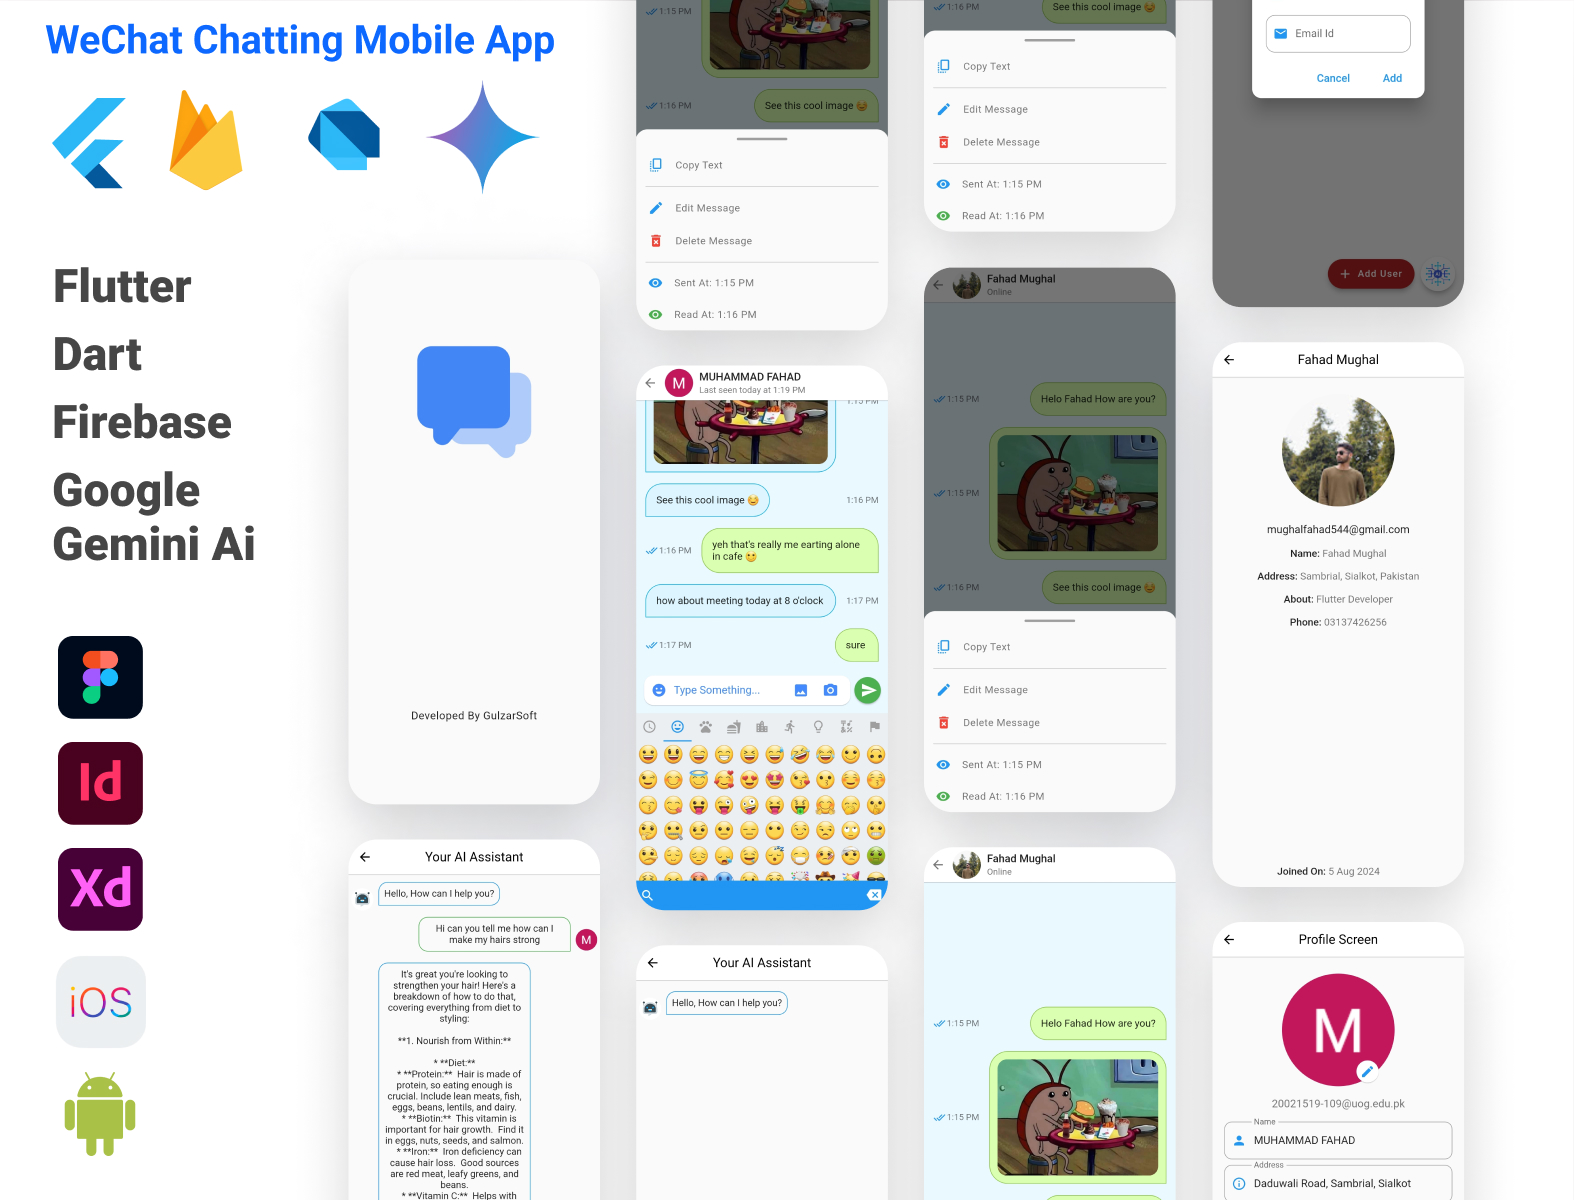 WeChat Chatting Mobile App
Flutter
Dart
Firebase
Google
Gemini Ai
Id
Xd
iOS
Developed By GulzarSoft
Your AI Assistant
Hello, How can I help you?
Hi can you tell me how can I
make my hairs strong
M
It's great you're looking to
strengthen your hair! Here's a
breakdown of how to do that,
covering everything from diet to
styling:
**1. Nourish from Within:**
* **Diet:**
* **Protein:** Hair is made of
protein, so eating enough is
crucial. Include lean meats, fish,
eggs, beans, lentils, and dairy.
* **Biotin:** This vitamin is
important for hair growth. Find it
in eggs, nuts, seeds, and salmon.
* **Iron:** Iron deficiency can
cause hair loss. Good sources
are red meat, leafy greens, and
beans.
* **Vitamin C:** Helps with
1:15 PM
1:16 PM
See this cool image
Copy Text
Edit Message
Delete Message
Sent At: 1:15 PM
Read At: 1:16 PM
M
MUHAMMAD FAHAD
Last seen today at 1:19 PM
1:15 PM
See this cool image
1:16 PM
1:16 PM
yeh that's really me earting alone
in cafe
how about meeting today at 8 o'clock
1:17 PM
1:17 PM
sure
Type Something...
Your AI Assistant
Hello, How can I help you?
1:16 PM
See this cool image
Copy Text
Edit Message
Delete Message
Sent At: 1:15 PM
Read At: 1:16 PM
Fahad Mughal
Online
1:15 PM
Helo Fahad How are you?
1:15 PM
1:16 PM
See this cool image
Copy Text
Edit Message
Delete Message
Sent At: 1:15 PM
Read At: 1:16 PM
Fahad Mughal
Online
1:15 PM
Helo Fahad How are you?
1:15 PM
Email Id
Cancel
Add
+ Add User
Fahad Mughal
mughalfahad544@gmail.com
Name: Fahad Mughal
Address: Sambrial, Sialkot, Pakistan
About: Flutter Developer
Phone: 03137426256
Joined On: 5 Aug 2024
Profile Screen
M
20021519-109@uog.edu.pk
Name
MUHAMMAD FAHAD
Address
Daduwali Road, Sambrial, Sialkot